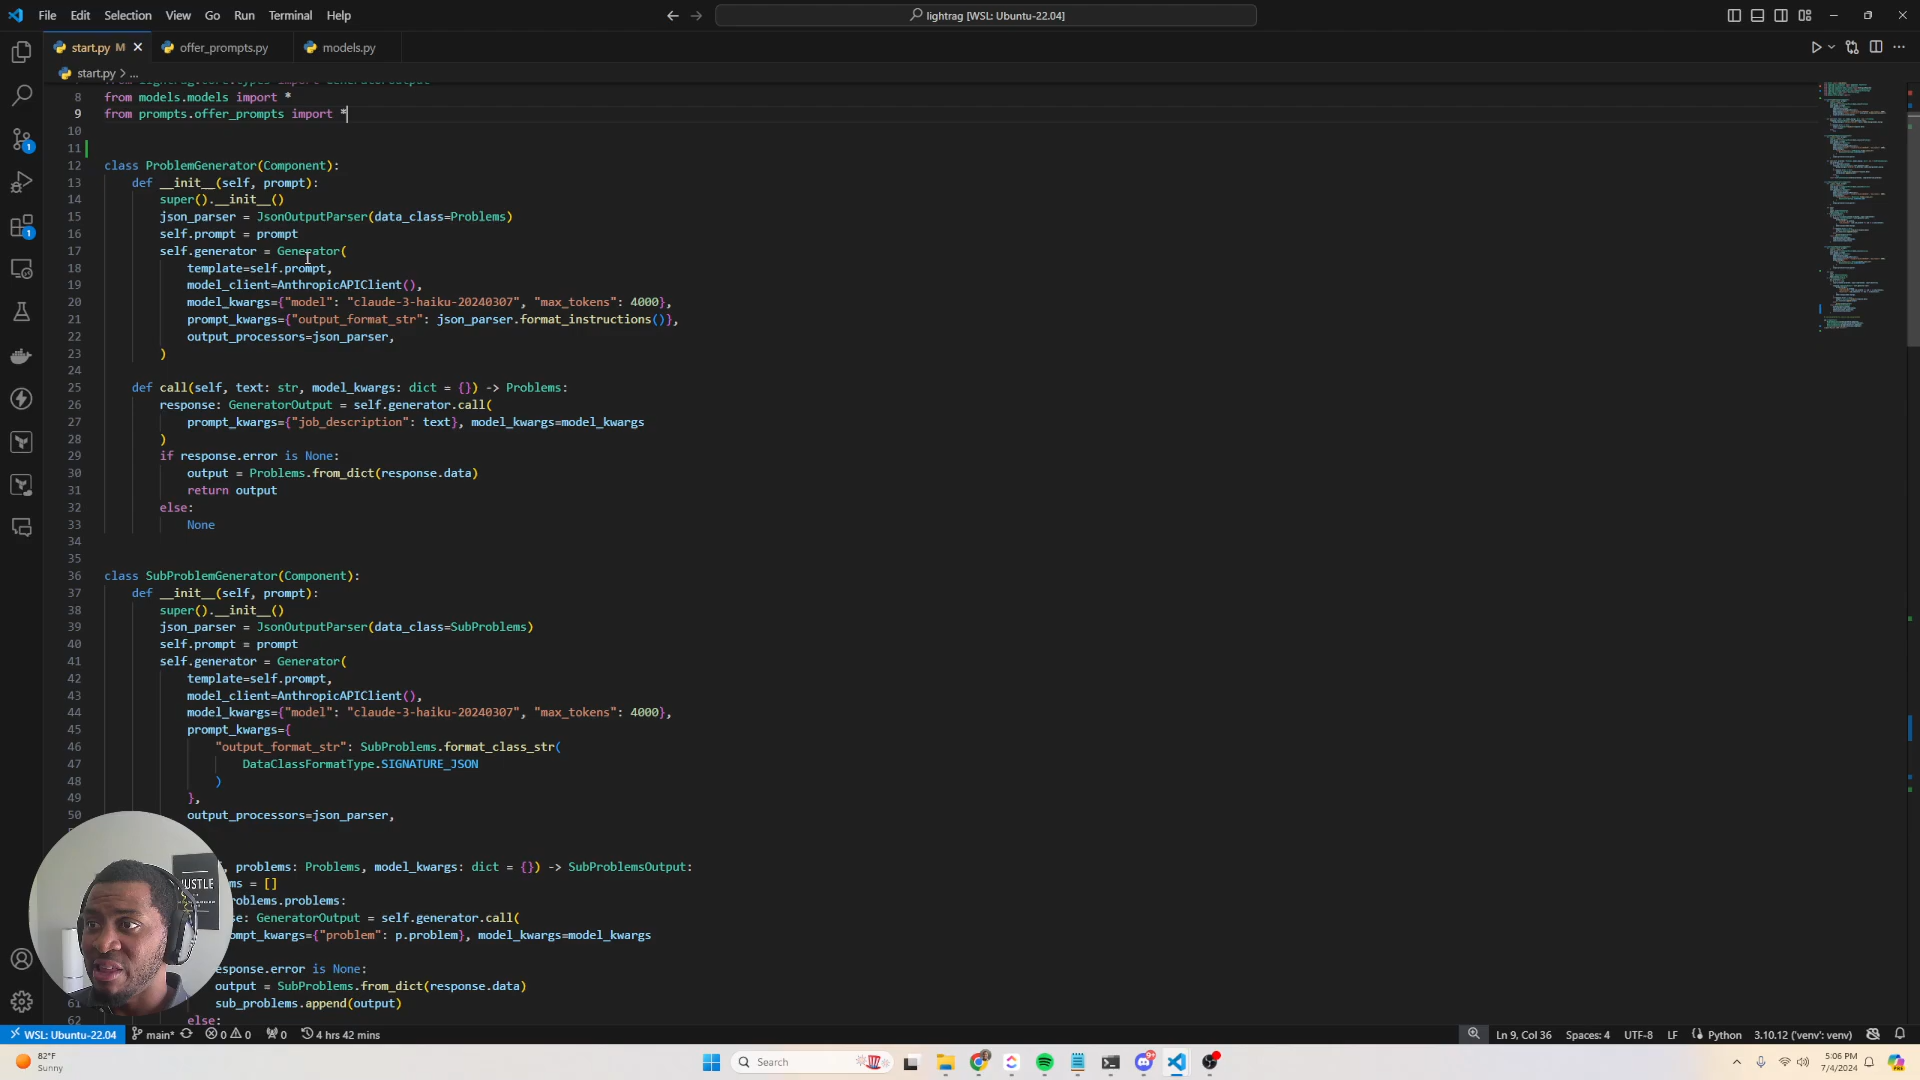 File Edit Selection View Go Run Terminal Help
lightrag [WSL: Ubuntu-22.04]
start.py M
offer_prompts.py
models.py
start.py > ...
8 from models.models import *
9 from prompts.offer_prompts import *
10
11
12 class ProblemGenerator(Component):
13 def __init__(self, prompt):
14 super().__init__()
15 json_parser = JsonOutputParser(data_class=Problems)
16 self.prompt = prompt
17 self.generator = Generator(
18 template=self.prompt,
19 model_client=AnthropicAPIClient(),
20 model_kwargs={"model": "claude-3-haiku-20240307", "max_tokens": 4000},
21 prompt_kwargs={"output_format_str": json_parser.format_instructions()},
22 output_processors=json_parser,
23 )
24
25 def call(self, text: str, model_kwargs: dict = {}) -> Problems:
26 response: GeneratorOutput = self.generator.call(
27 prompt_kwargs={"job_description": text}, model_kwargs=model_kwargs
28 )
29 if response.error is None:
30 output = Problems.from_dict(response.data)
31 return output
32 else:
33 None
34
35
36 class SubProblemGenerator(Component):
37 def __init__(self, prompt):
38 super().__init__()
39 json_parser = JsonOutputParser(data_class=SubProblems)
40 self.prompt = prompt
41 self.generator = Generator(
42 template=self.prompt,
43 model_client=AnthropicAPIClient(),
44 model_kwargs={"model": "claude-3-haiku-20240307", "max_tokens": 4000},
45 prompt_kwargs={
46 "output_format_str": SubProblems.format_class_str(
47 DataClassFormatType.SIGNATURE_JSON
48 )
49 },
50 output_processors=json_parser,
, problems: Problems, model_kwargs: dict = {}) -> SubProblemsOutput:
ms = []
roblems.problems:
se: GeneratorOutput = self.generator.call(
ompt_kwargs={"problem": p.problem}, model_kwargs=model_kwargs
esponse.error is None:
output = SubProblems.from_dict(response.data)
61 sub_problems.append(output)
62 else:
USTLE
WSL: Ubuntu-22.04 main* 0 0 0 4 hrs 42 mins
Ln 9, Col 36 Spaces: 4 UTF-8 LF Python 3.10.12 ('venv': venv)
82°F
Sunny
Search
5:06 PM
7/4/2024